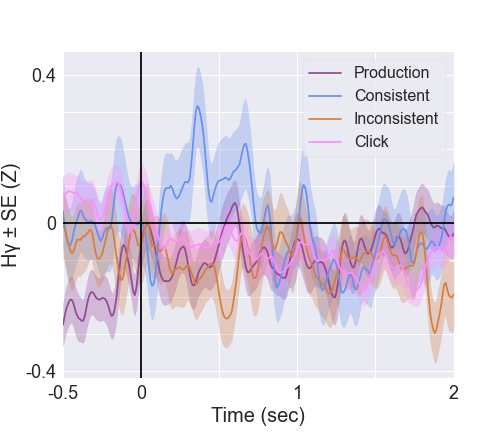 Production
Consistent
Inconsistent
Click
0.4
0
-0.4
Hγ ± SE (Z)
-0.5
0
1
2
Time (sec)